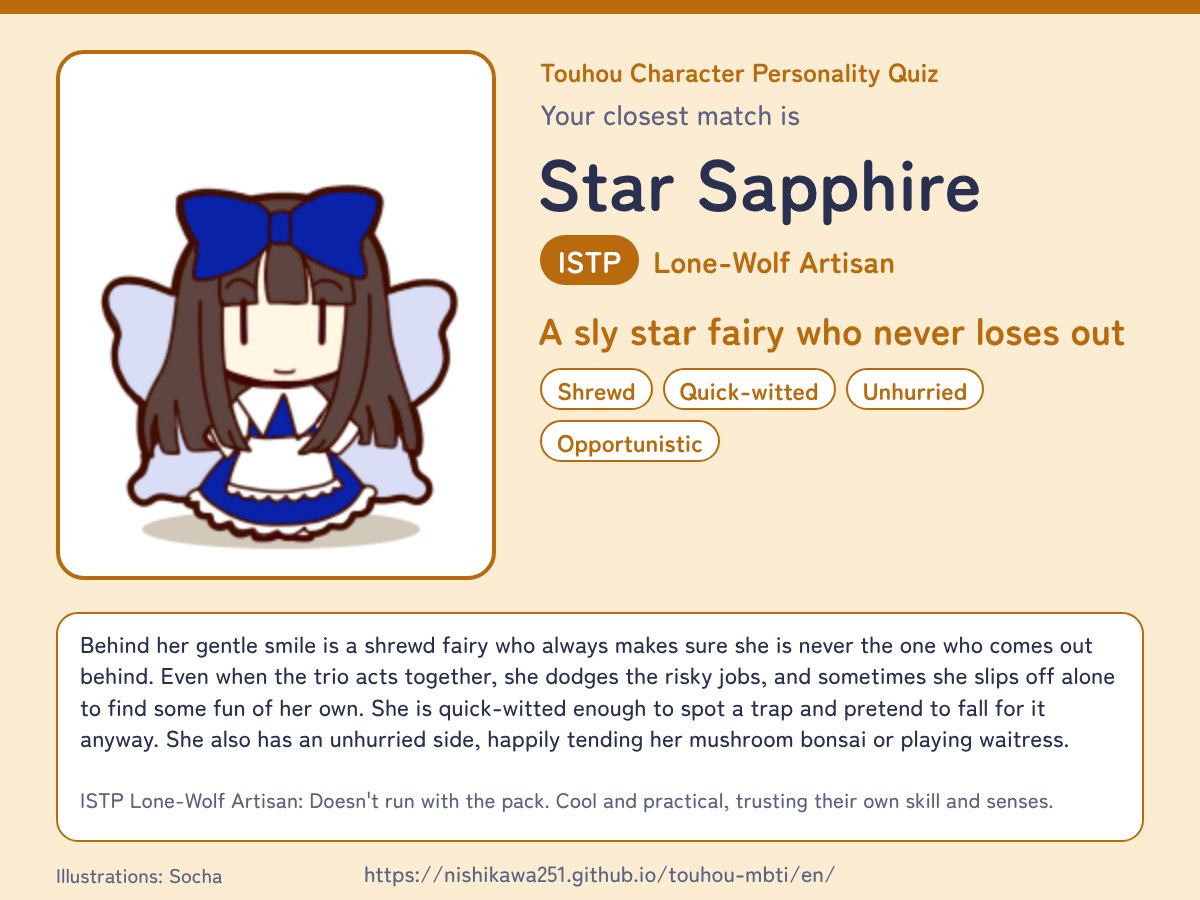 Touhou Character Personality Quiz
Your closest match is
Star Sapphire
ISTP Lone-Wolf Artisan
A sly star fairy who never loses out
Shrewd Quick-witted Unhurried
Opportunistic
Behind her gentle smile is a shrewd fairy who always makes sure she is never the one who comes out
behind. Even when the trio acts together, she dodges the risky jobs, and sometimes she slips off alone
to find some fun of her own. She is quick-witted enough to spot a trap and pretend to fall for it
anyway. She also has an unhurried side, happily tending her mushroom bonsai or playing waitress.
ISTP Lone-Wolf Artisan: Doesn't run with the pack. Cool and practical, trusting their own skill and senses.
Illustrations: Socha https://nishikawa251.github.io/touhou-mbti/en/